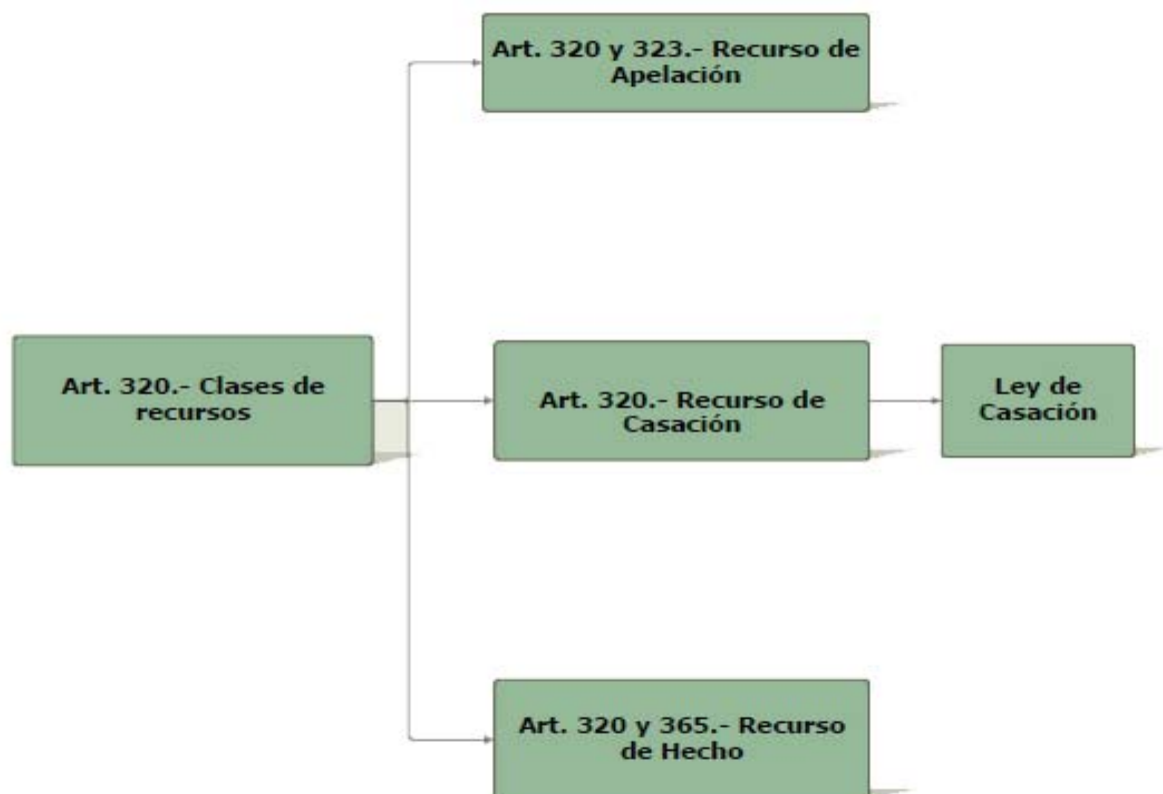 Art. 320 y 323.- Recurso de
Apelación
Art. 320.- Clases de
recursos
Art. 320.- Recurso de
Casación
Ley de
Casación
Art. 320 y 365.- Recurso
de Hecho